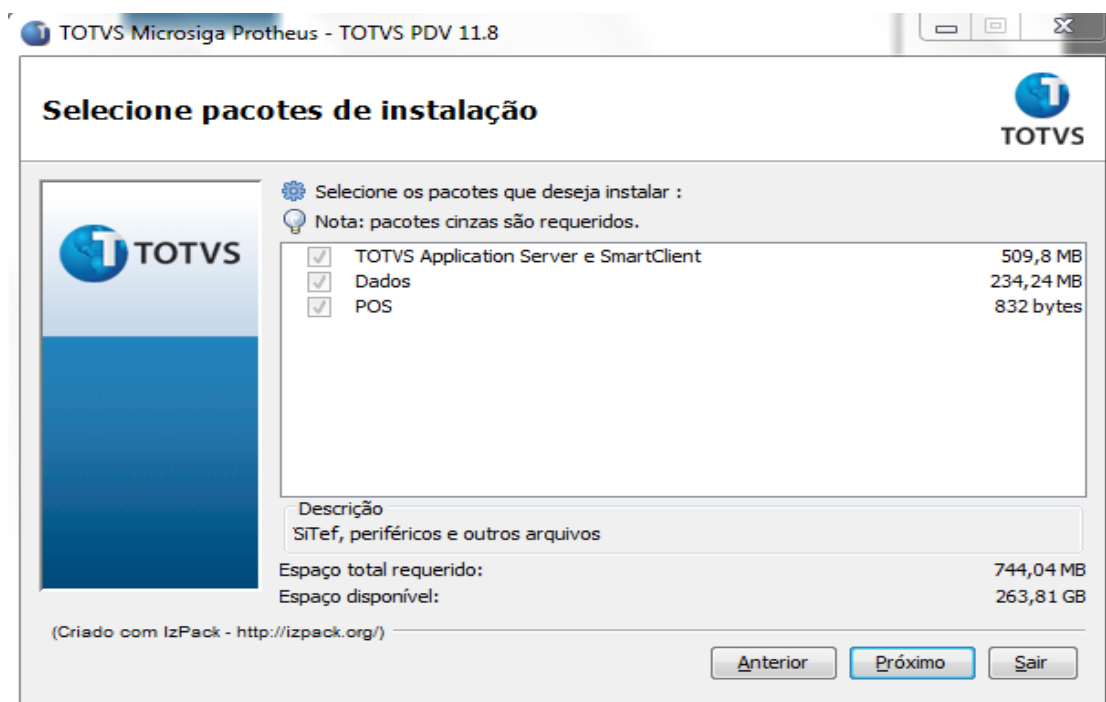 TOTVS Microsiga Protheus - TOTVS PDV 11.8
Selecione pacotes de instalação
TOTVS
TOTVS
Selecione os pacotes que deseja instalar :
Nota: pacotes cinzas são requeridos.
TOTVS Application Server e SmartClient 509,8 MB
Dados 234,24 MB
POS 832 bytes
Descrição
SiTef, periféricos e outros arquivos
Espaço total requerido: 744,04 MB
Espaço disponível: 263,81 GB
(Criado com IzPack - http://izpack.org/)
Anterior Próximo Sair